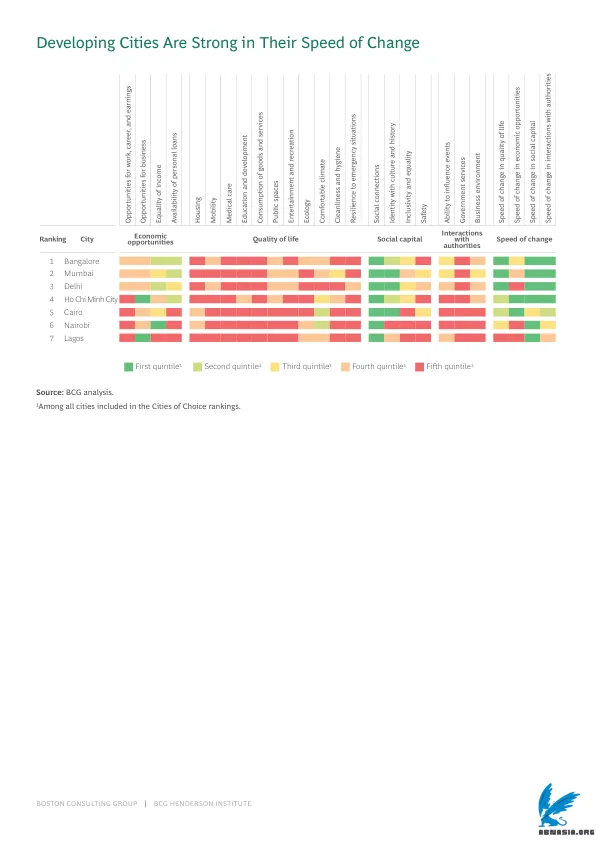 Developing Cities Are Strong in Their Speed of Change
Opportunities for work, career, and earnings
Opportunities for business
Equality of income
Availability of personal loans
Housing
Mobility
Medical care
Education and development
Consumption of goods and services
Public spaces
Entertainment and recreation
Ecology
Comfortable climate
Cleanliness and hygiene
Resilience to emergency situations
Social connections
Identity with culture and history
Inclusivity and equality
Safety
Ability to influence events
Government services
Business environment
Speed of change in quality of life
Speed of change in economic opportunities
Speed of change in social capital
Speed of change in interactions with authorities
Ranking City Economic opportunities Quality of life Social capital Interactions with authorities Speed of change
1 Bangalore
2 Mumbai
3 Delhi
4 Ho Chi Minh City
5 Cairo
6 Nairobi
7 Lagos
First quintile¹ Second quintile¹ Third quintile¹ Fourth quintile¹ Fifth quintile¹
Source: BCG analysis.
¹Among all cities included in the Cities of Choice rankings.
BOSTON CONSULTING GROUP | BCG HENDERSON INSTITUTE
ABNASIA.ORG